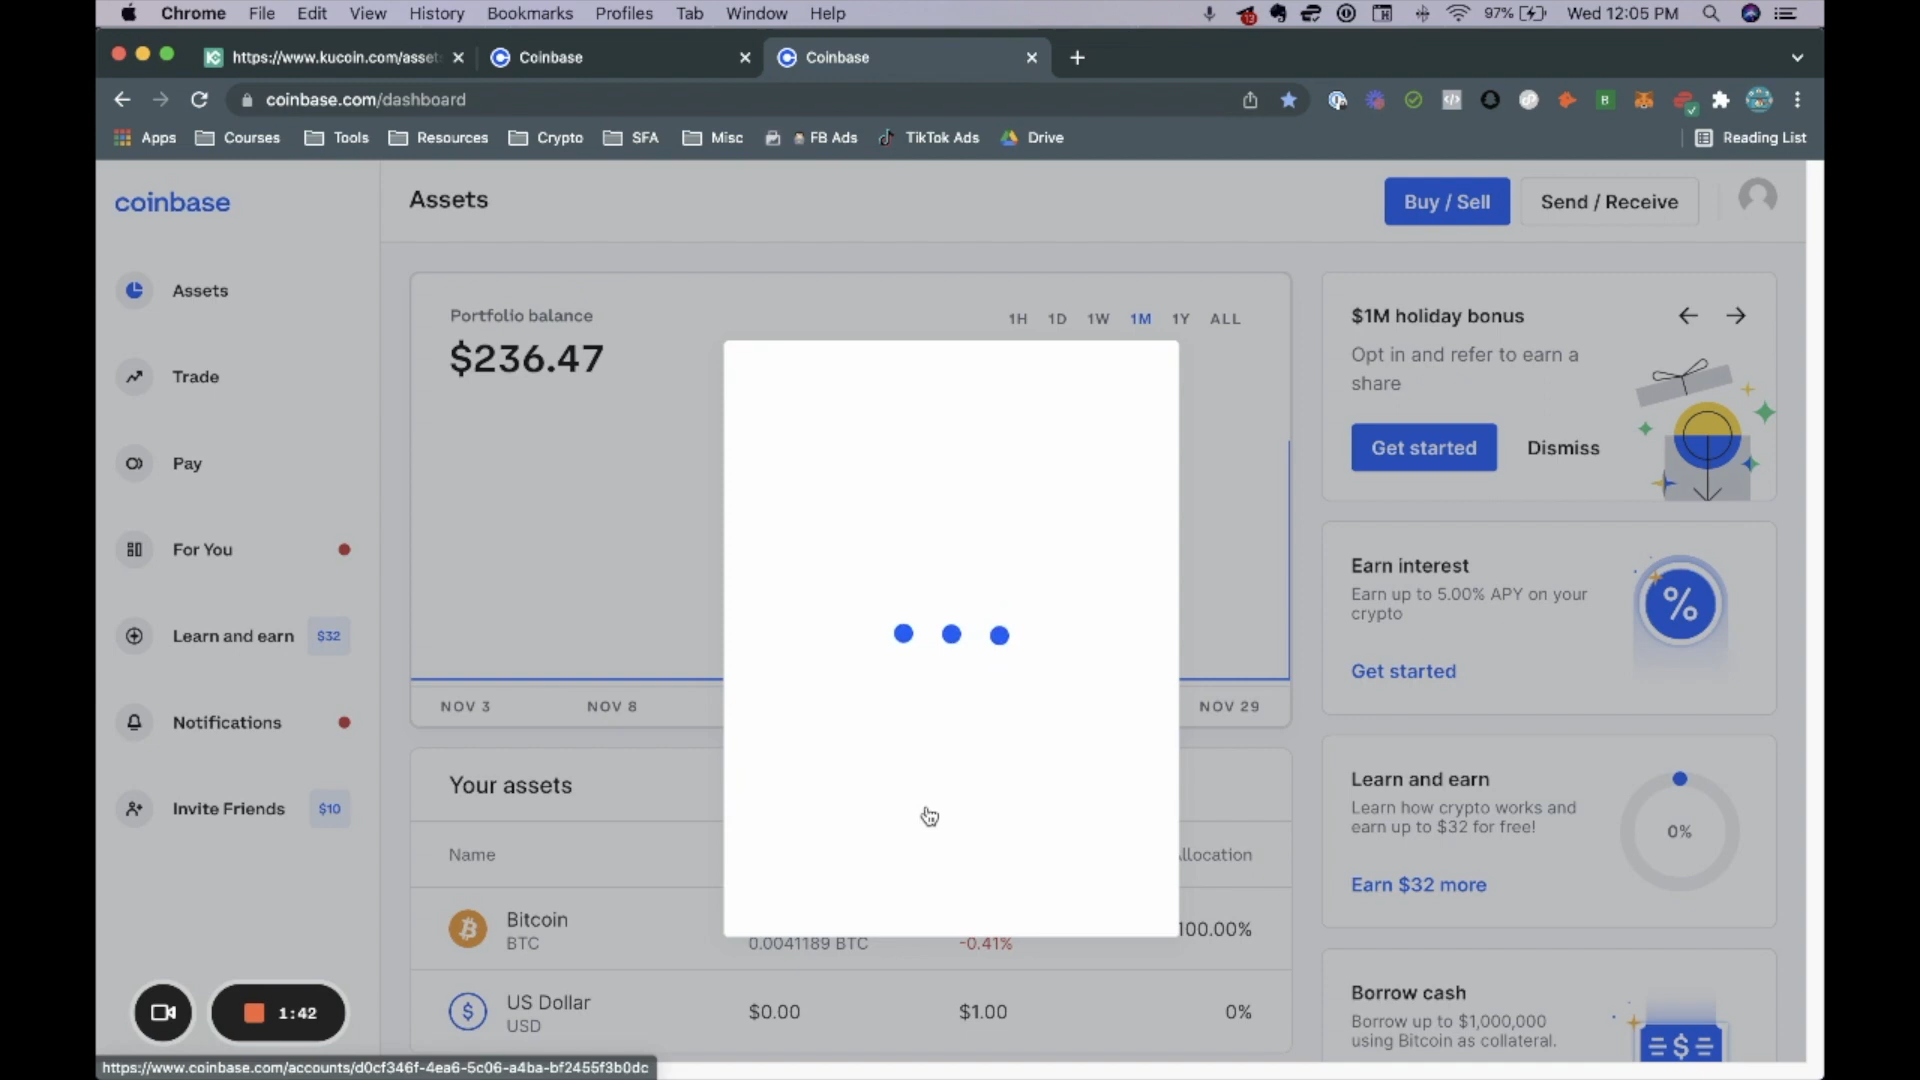 Chrome File Edit View History Bookmarks Profiles Tab Window Help 97% Wed 12:05 PM
https://www.kucoin.com/asset Coinbase Coinbase
coinbase.com/dashboard
Apps Courses Tools Resources Crypto SFA Misc FB Ads TikTok Ads Drive Reading List
coinbase
Assets
Buy / Sell
Send / Receive
Assets
Trade
Pay
For You
Learn and earn $32
Notifications
Invite Friends $10
Portfolio balance
$236.47
1H 1D 1W 1M 1Y ALL
NOV 3 NOV 8 NOV 29
Your assets
Name llocation
Bitcoin 100.00%
BTC 0.0041189 BTC -0.41%
US Dollar $0.00 $1.00 0%
USD
$1M holiday bonus
Opt in and refer to earn a
share
Get started Dismiss
Earn interest
Earn up to 5.00% APY on your
crypto
Get started
Learn and earn
Learn how crypto works and
earn up to $32 for free!
0%
Earn $32 more
Borrow cash
Borrow up to $1,000,000
using Bitcoin as collateral.
1:42
https://www.coinbase.com/accounts/d0cf346f-4ea6-5c06-a4ba-bf2455f3b0dc